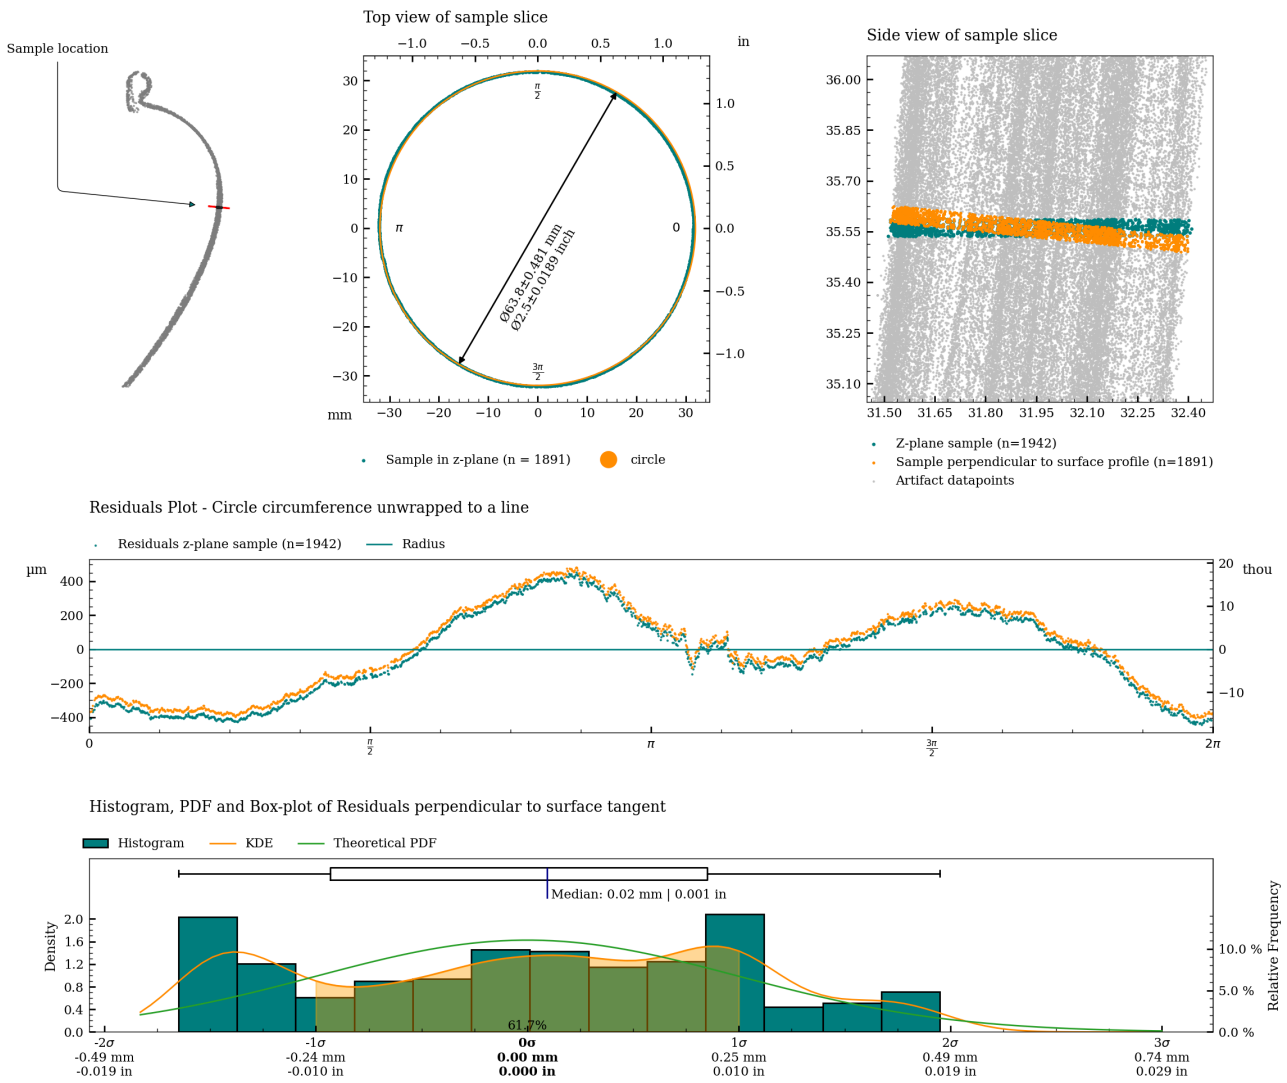 Sample location
Top view of sample slice
−1.0 −0.5 0.0 0.5 1.0 in
30
20
10
0
−10
−20
−30
mm
−30 −20 −10 0 10 20 30
1.0
0.5
0.0
−0.5
−1.0
π/2
π
0
3π/2
Ø63.8±0.481 mm
Ø2.5±0.0189 inch
Sample in z-plane (n = 1891)
circle
Side view of sample slice
36.00
35.85
35.70
35.55
35.40
35.25
35.10
31.50 31.65 31.80 31.95 32.10 32.25 32.40
Z-plane sample (n=1942)
Sample perpendicular to surface profile (n=1891)
Artifact datapoints
Residuals Plot - Circle circumference unwrapped to a line
Residuals z-plane sample (n=1942)
Radius
µm
400
200
0
−200
−400
thou
20
10
0
−10
0 π/2 π 3π/2 2π
Histogram, PDF and Box-plot of Residuals perpendicular to surface tangent
Histogram
KDE
Theoretical PDF
Median: 0.02 mm | 0.001 in
Density
2.0
1.6
1.2
0.8
0.4
0.0
Relative Frequency
10.0 %
5.0 %
0.0 %
61.7%
-2σ -1σ 0σ 1σ 2σ 3σ
-0.49 mm -0.24 mm 0.00 mm 0.25 mm 0.49 mm 0.74 mm
-0.019 in -0.010 in 0.000 in 0.010 in 0.019 in 0.029 in